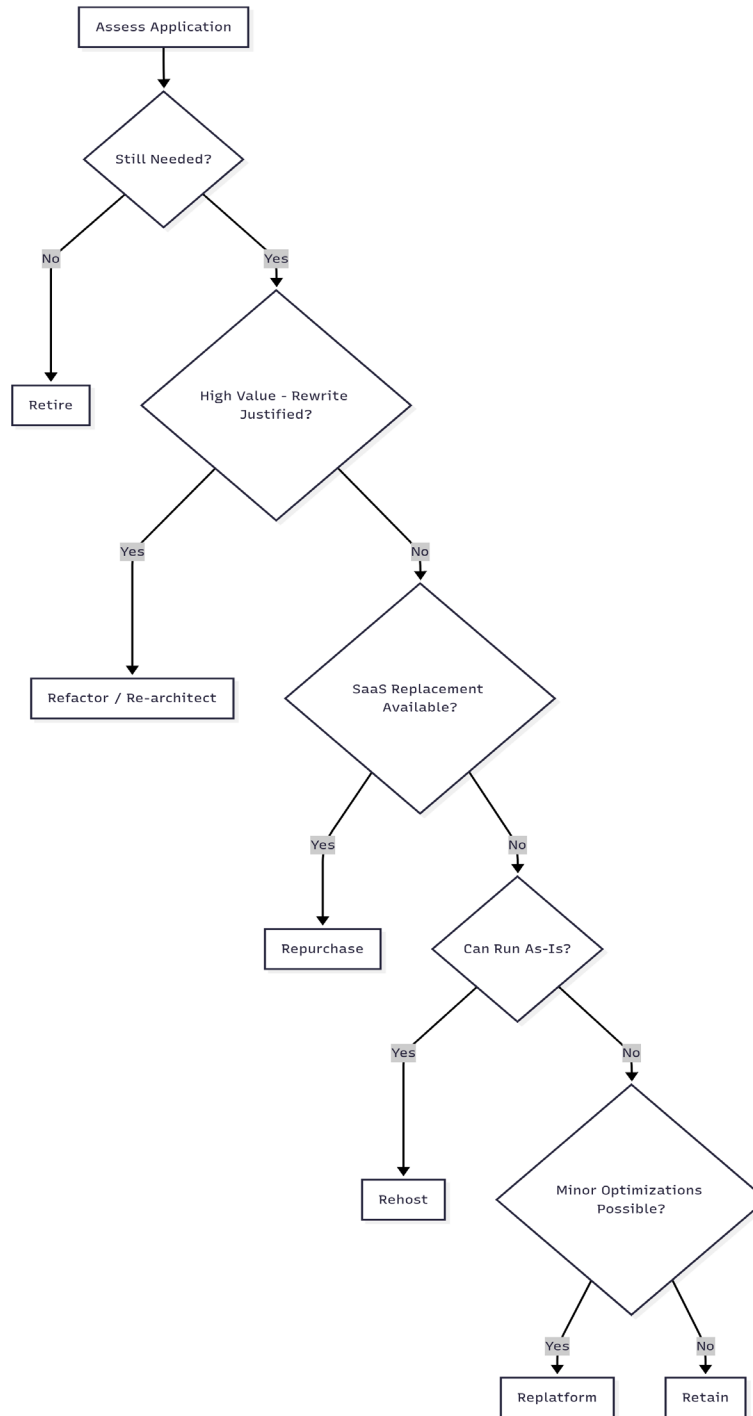 Assess Application
Still Needed?
No
Yes
Retire
High Value - Rewrite
Justified?
Yes
No
Refactor / Re-architect
SaaS Replacement
Available?
Yes
No
Repurchase
Can Run As-Is?
Yes
No
Rehost
Minor Optimizations
Possible?
Yes
No
Replatform
Retain